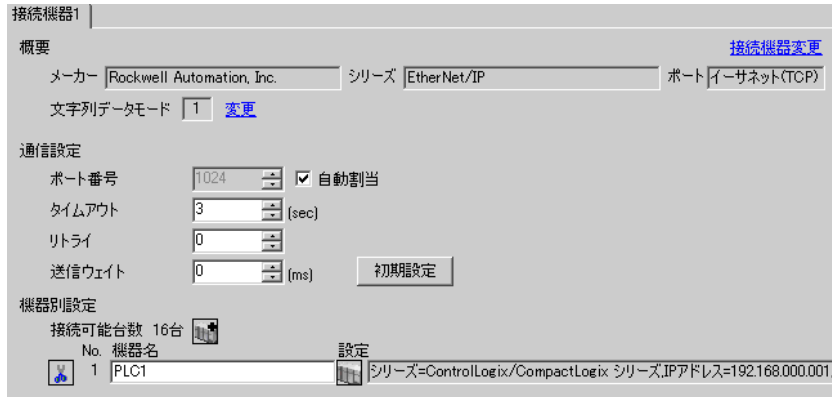 接続機器1
概要
接続機器変更
メーカー Rockwell Automation, Inc. シリーズ EtherNet/IP ポート イーサネット(TCP)
文字列データモード 1 変更
通信設定
ポート番号 1024 自動割当
タイムアウト 3 (sec)
リトライ 0
送信ウェイト 0 (ms) 初期設定
機器別設定
接続可能台数 16台
No. 機器名 設定
1 PLC1 シリーズ=ControlLogix/CompactLogix シリーズ,IPアドレス=192.168.000.001,